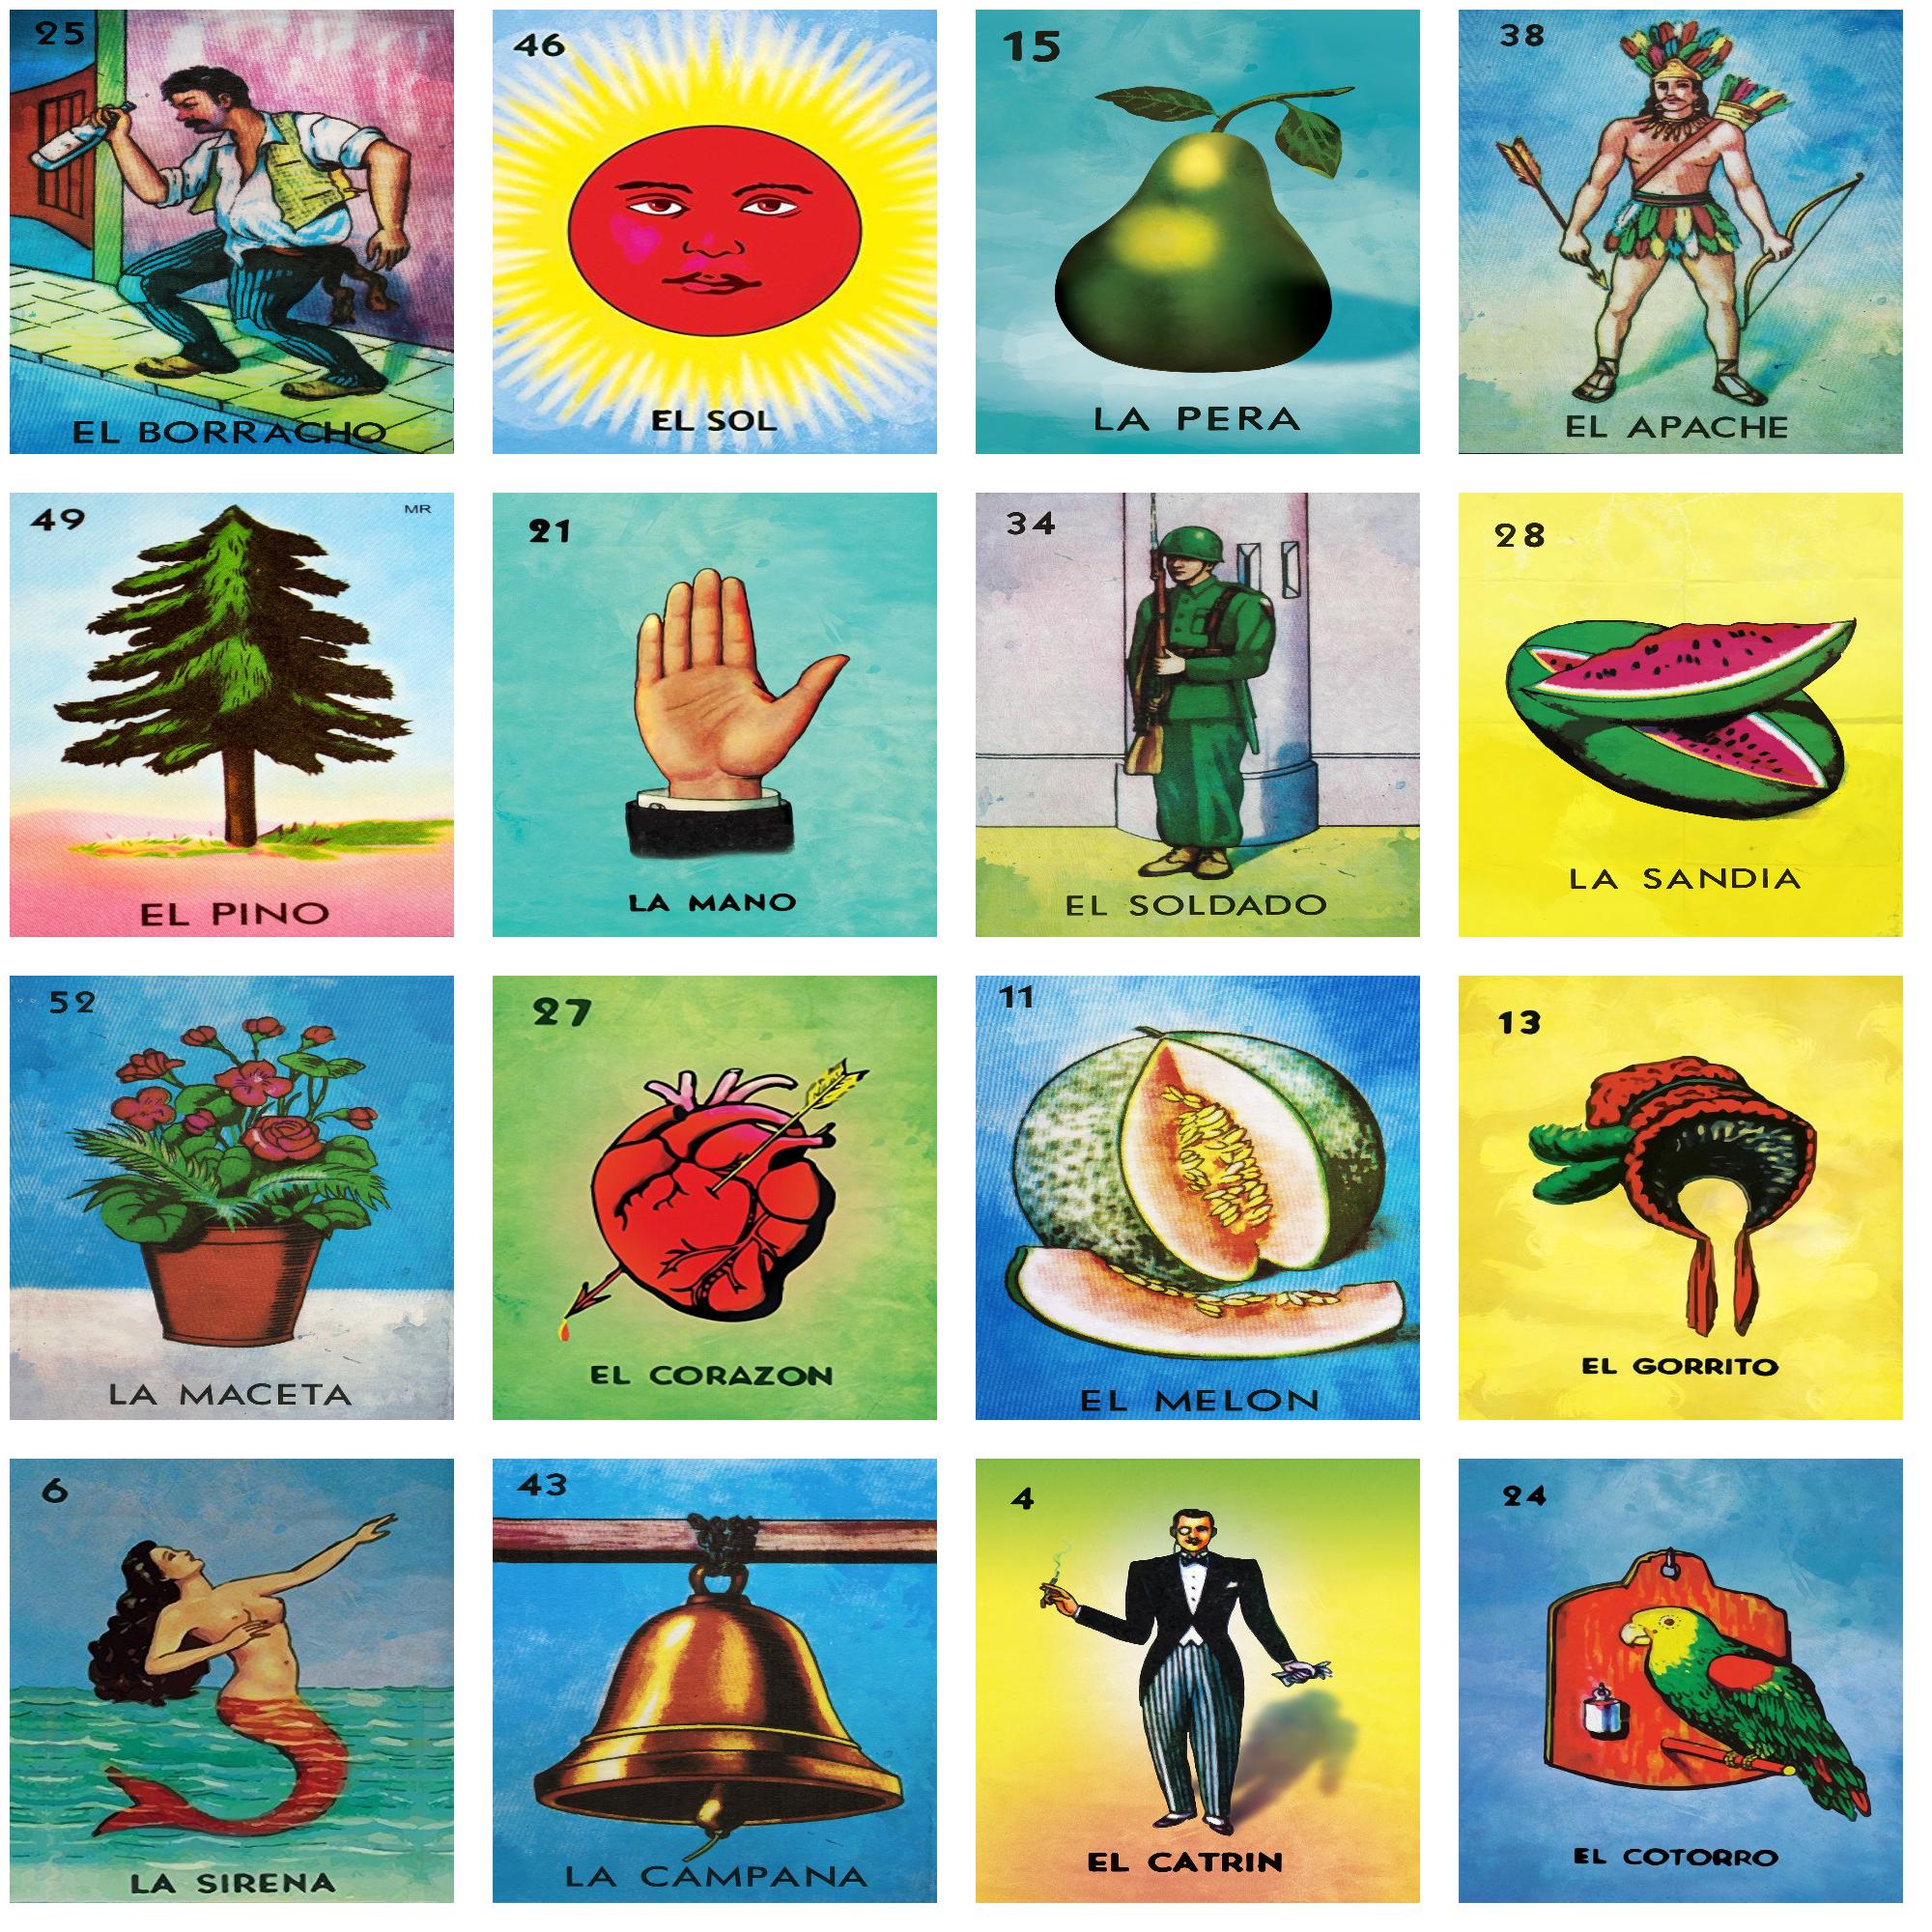 25
EL BORRACHO
46
EL SOL
15
LA PERA
38
EL APACHE
49
MR
EL PINO
21
LA MANO
34
EL SOLDADO
28
LA SANDIA
52
LA MACETA
27
EL CORAZON
11
EL MELON
13
EL GORRITO
6
LA SIRENA
43
LA CAMPANA
4
EL CATRIN
24
EL COTORRO